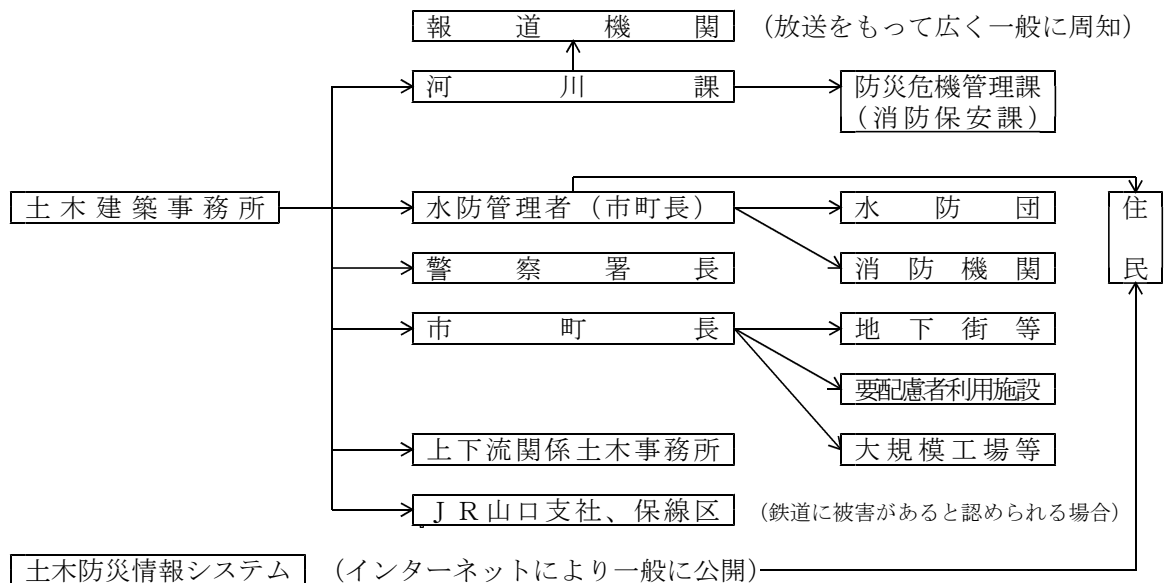 報道機関 (放送をもって広く一般に周知)
河川課 防災危機管理課
(消防保安課)
土木建築事務所 水防管理者(市町長) 水防団 住民
警察署長 消防機関
市町長 地下街等
要配慮者利用施設
上下流関係土木事務所 大規模工場等
JR山口支社、保線区 (鉄道に被害があると認められる場合)
土木防災情報システム (インターネットにより一般に公開)